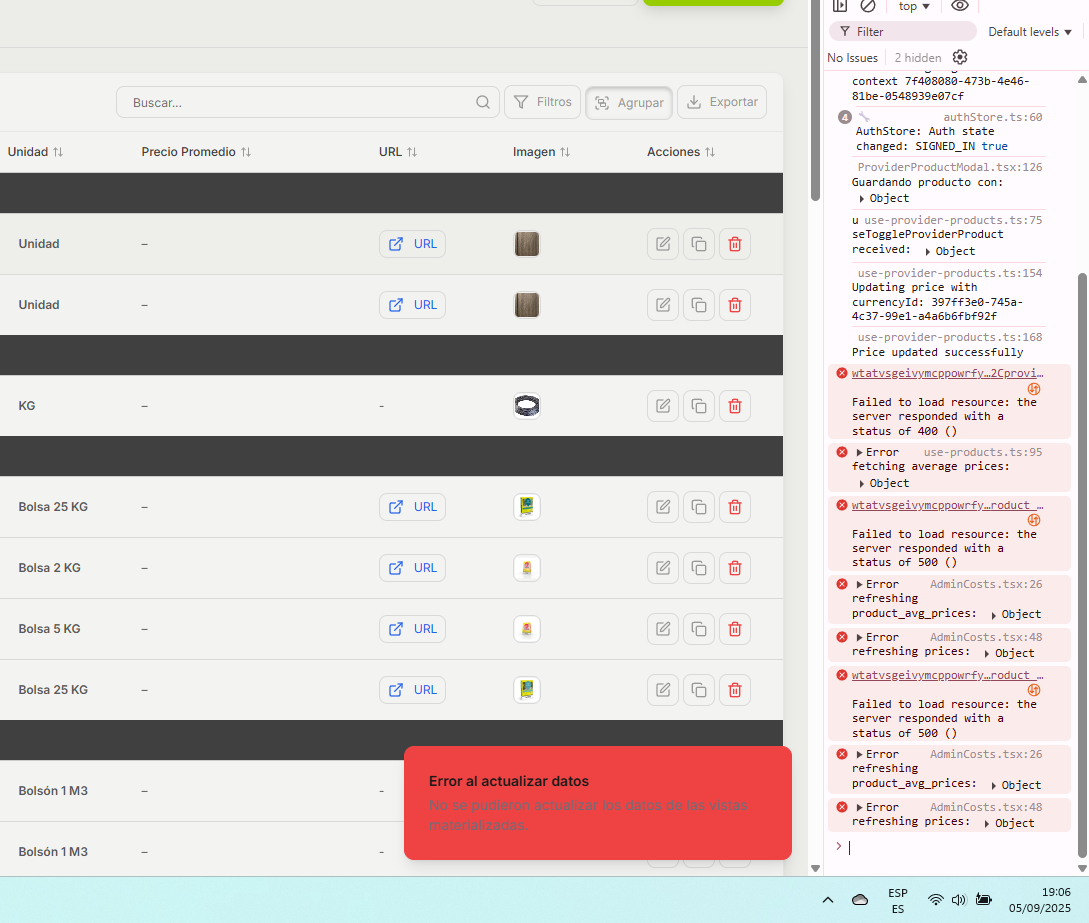 top
Filter
Default levels
No Issues
2 hidden
Buscar...
Filtros
Agrupar
Exportar
Unidad
Precio Promedio
URL
Imagen
Acciones
Unidad – URL
Unidad – URL
KG – -
Bolsa 25 KG – URL
Bolsa 2 KG – URL
Bolsa 5 KG – URL
Bolsa 25 KG – URL
Bolsón 1 M3 – -
Bolsón 1 M3 – -
Error al actualizar datos
No se pudieron actualizar los datos de las vistas
materializadas.
context 7f408080-473b-4e46-
81be-0548939e07cf
4 authStore.ts:60
AuthStore: Auth state
changed: SIGNED_IN true
ProviderProductModal.tsx:126
Guardando producto con:
Object
u use-provider-products.ts:75
seToggleProviderProduct
received: Object
use-provider-products.ts:154
Updating price with
currencyId: 397ff3e0-745a-
4c37-99e1-a4a6b6fbf92f
use-provider-products.ts:168
Price updated successfully
wtatvsgeivymcppowrfy…2Cprovi…
Failed to load resource: the
server responded with a
status of 400 ()
Error use-products.ts:95
fetching average prices:
Object
wtatvsgeivymcppowrfy…roduct_…
Failed to load resource: the
server responded with a
status of 500 ()
Error AdminCosts.tsx:26
refreshing
product_avg_prices: Object
Error AdminCosts.tsx:48
refreshing prices: Object
wtatvsgeivymcppowrfy…roduct_…
Failed to load resource: the
server responded with a
status of 500 ()
Error AdminCosts.tsx:26
refreshing
product_avg_prices: Object
Error AdminCosts.tsx:48
refreshing prices: Object
ESP
ES
19:06
05/09/2025